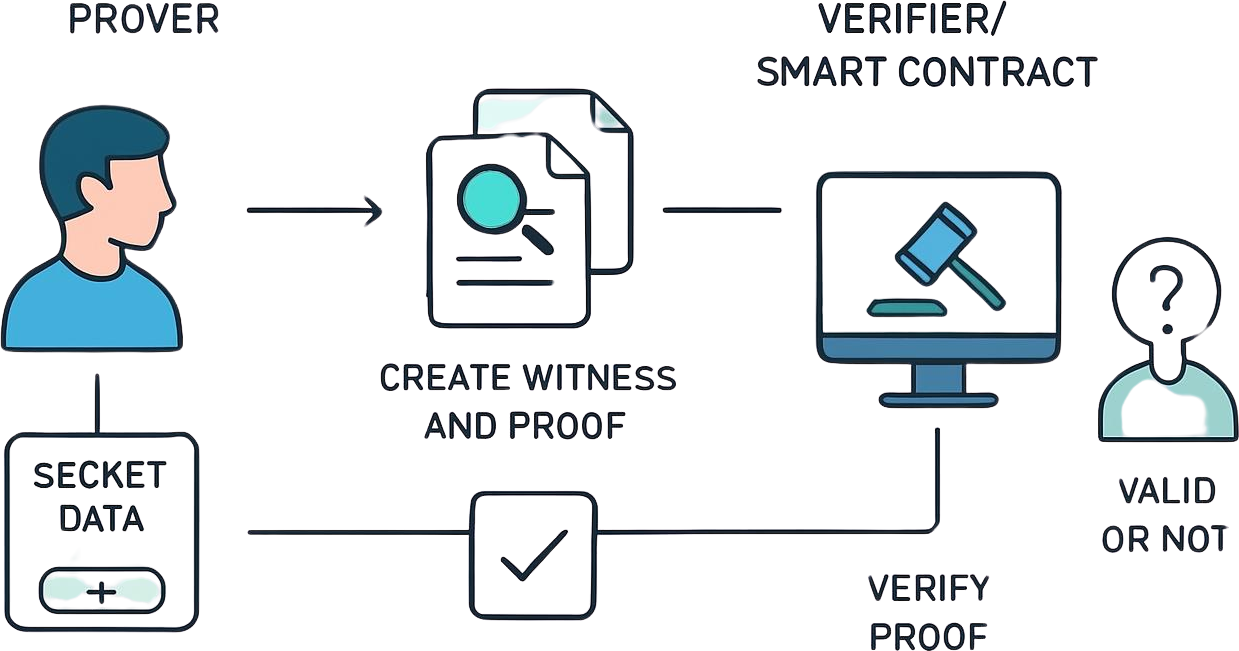 PROVER
VERIFIER/
SMART CONTRACT
CREATE WITNESS
AND PROOF
SECKET
DATA
VALID
OR NOT
VERIFY
PROOF